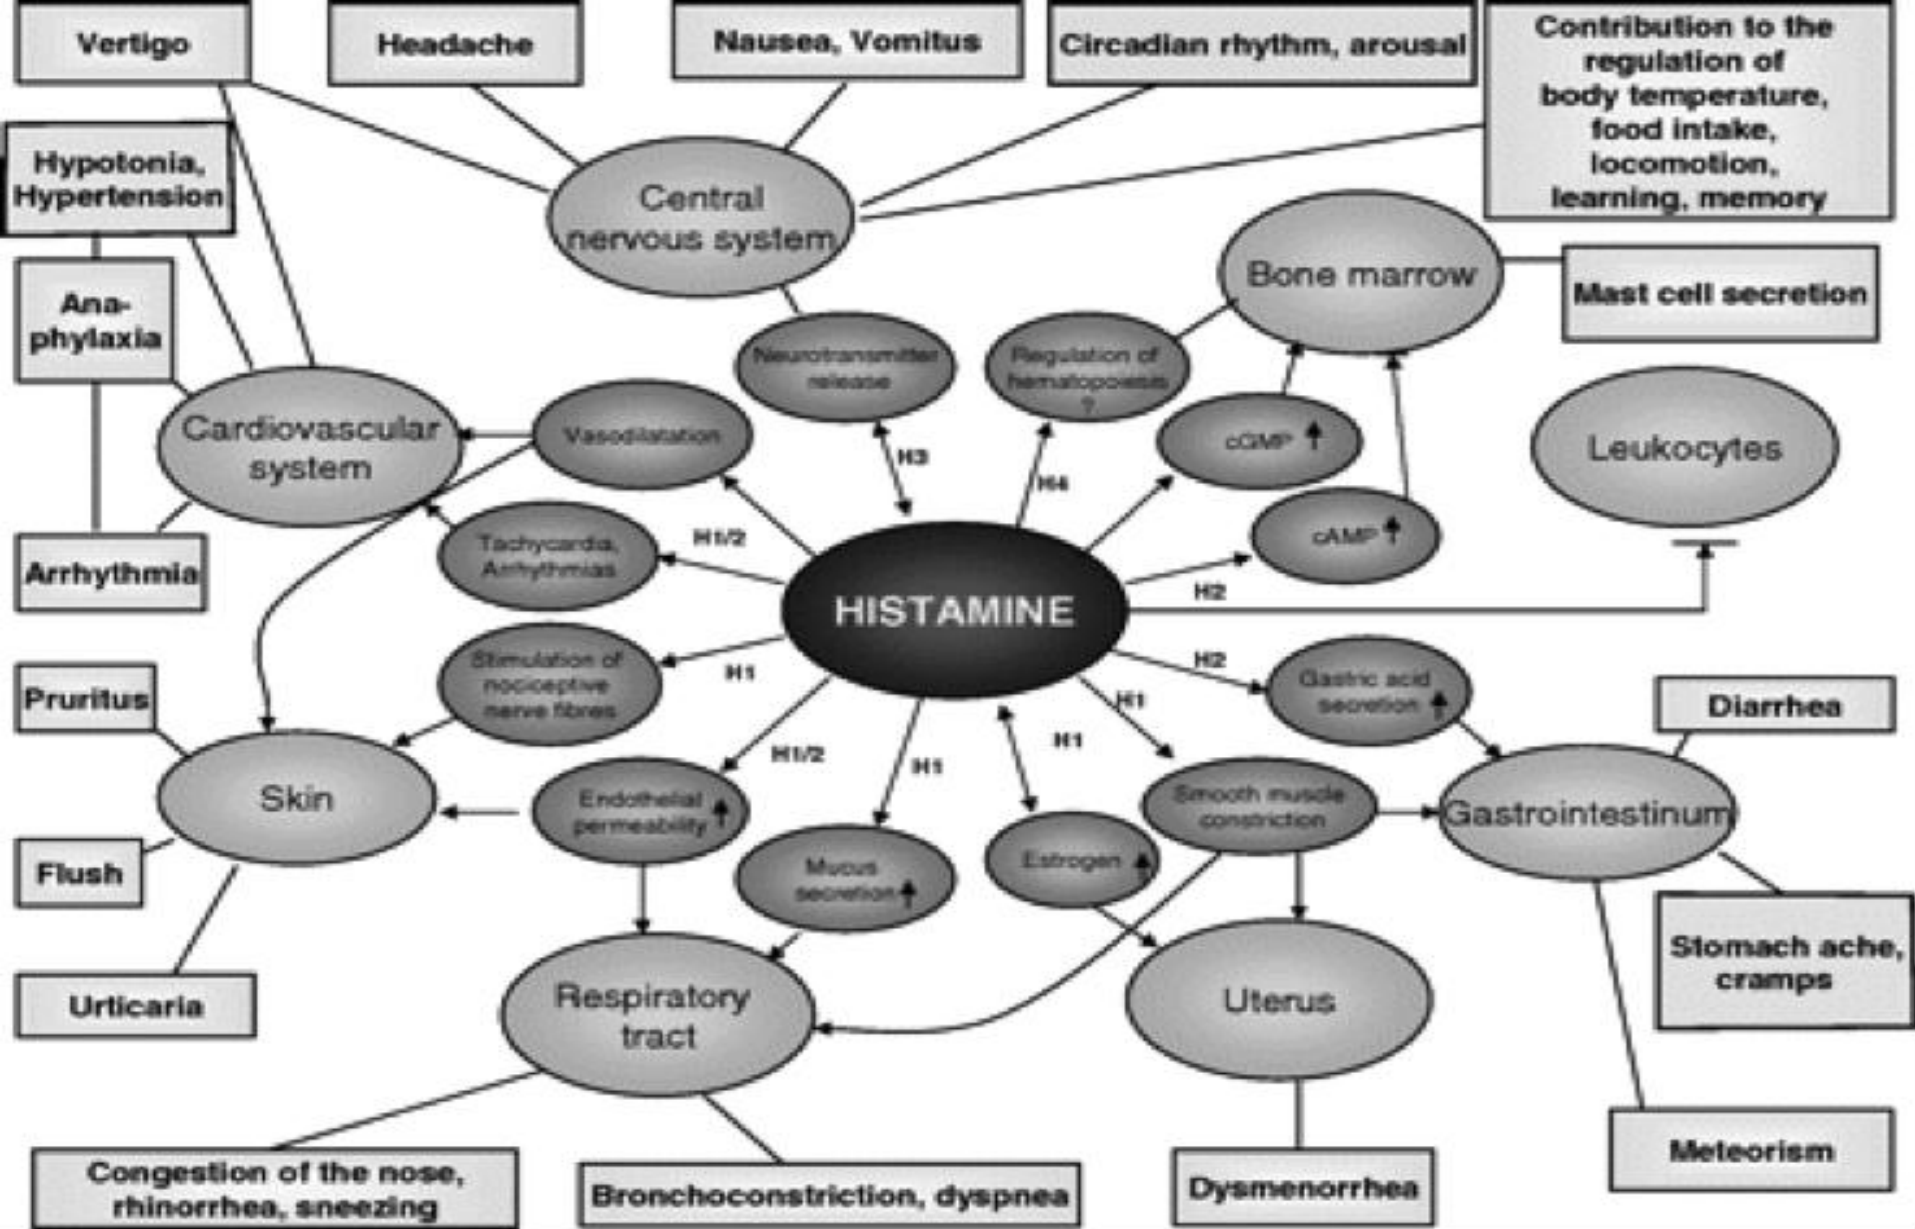 Vertigo
Headache
Nausea, Vomitus
Circadian rhythm, arousal
Contribution to the
regulation of
body temperature,
food intake,
locomotion,
learning, memory
Hypotonia,
Hypertension
Central
nervous system
Bone marrow
Mast cell secretion
Ana-
phylaxia
Neurotransmitter
release
Regulation of
hematopoiesis
?
Cardiovascular
system
Vasodilatation
cGMP
Leukocytes
H3
H4
Tachycardia,
Arrhythmias
H1/2
cAMP
Arrhythmia
H2
HISTAMINE
Stimulation of
nociceptive
nerve fibres
H1
H2
Gastric acid
secretion
Pruritus
H1
Diarrhea
H1/2
H1
H1
Skin
Endothelial
permeability
Smooth muscle
constriction
Gastrointestinum
Flush
Mucus
secretion
Estrogen
Stomach ache,
cramps
Urticaria
Respiratory
tract
Uterus
Meteorism
Congestion of the nose,
rhinorrhea, sneezing
Bronchoconstriction, dyspnea
Dysmenorrhea